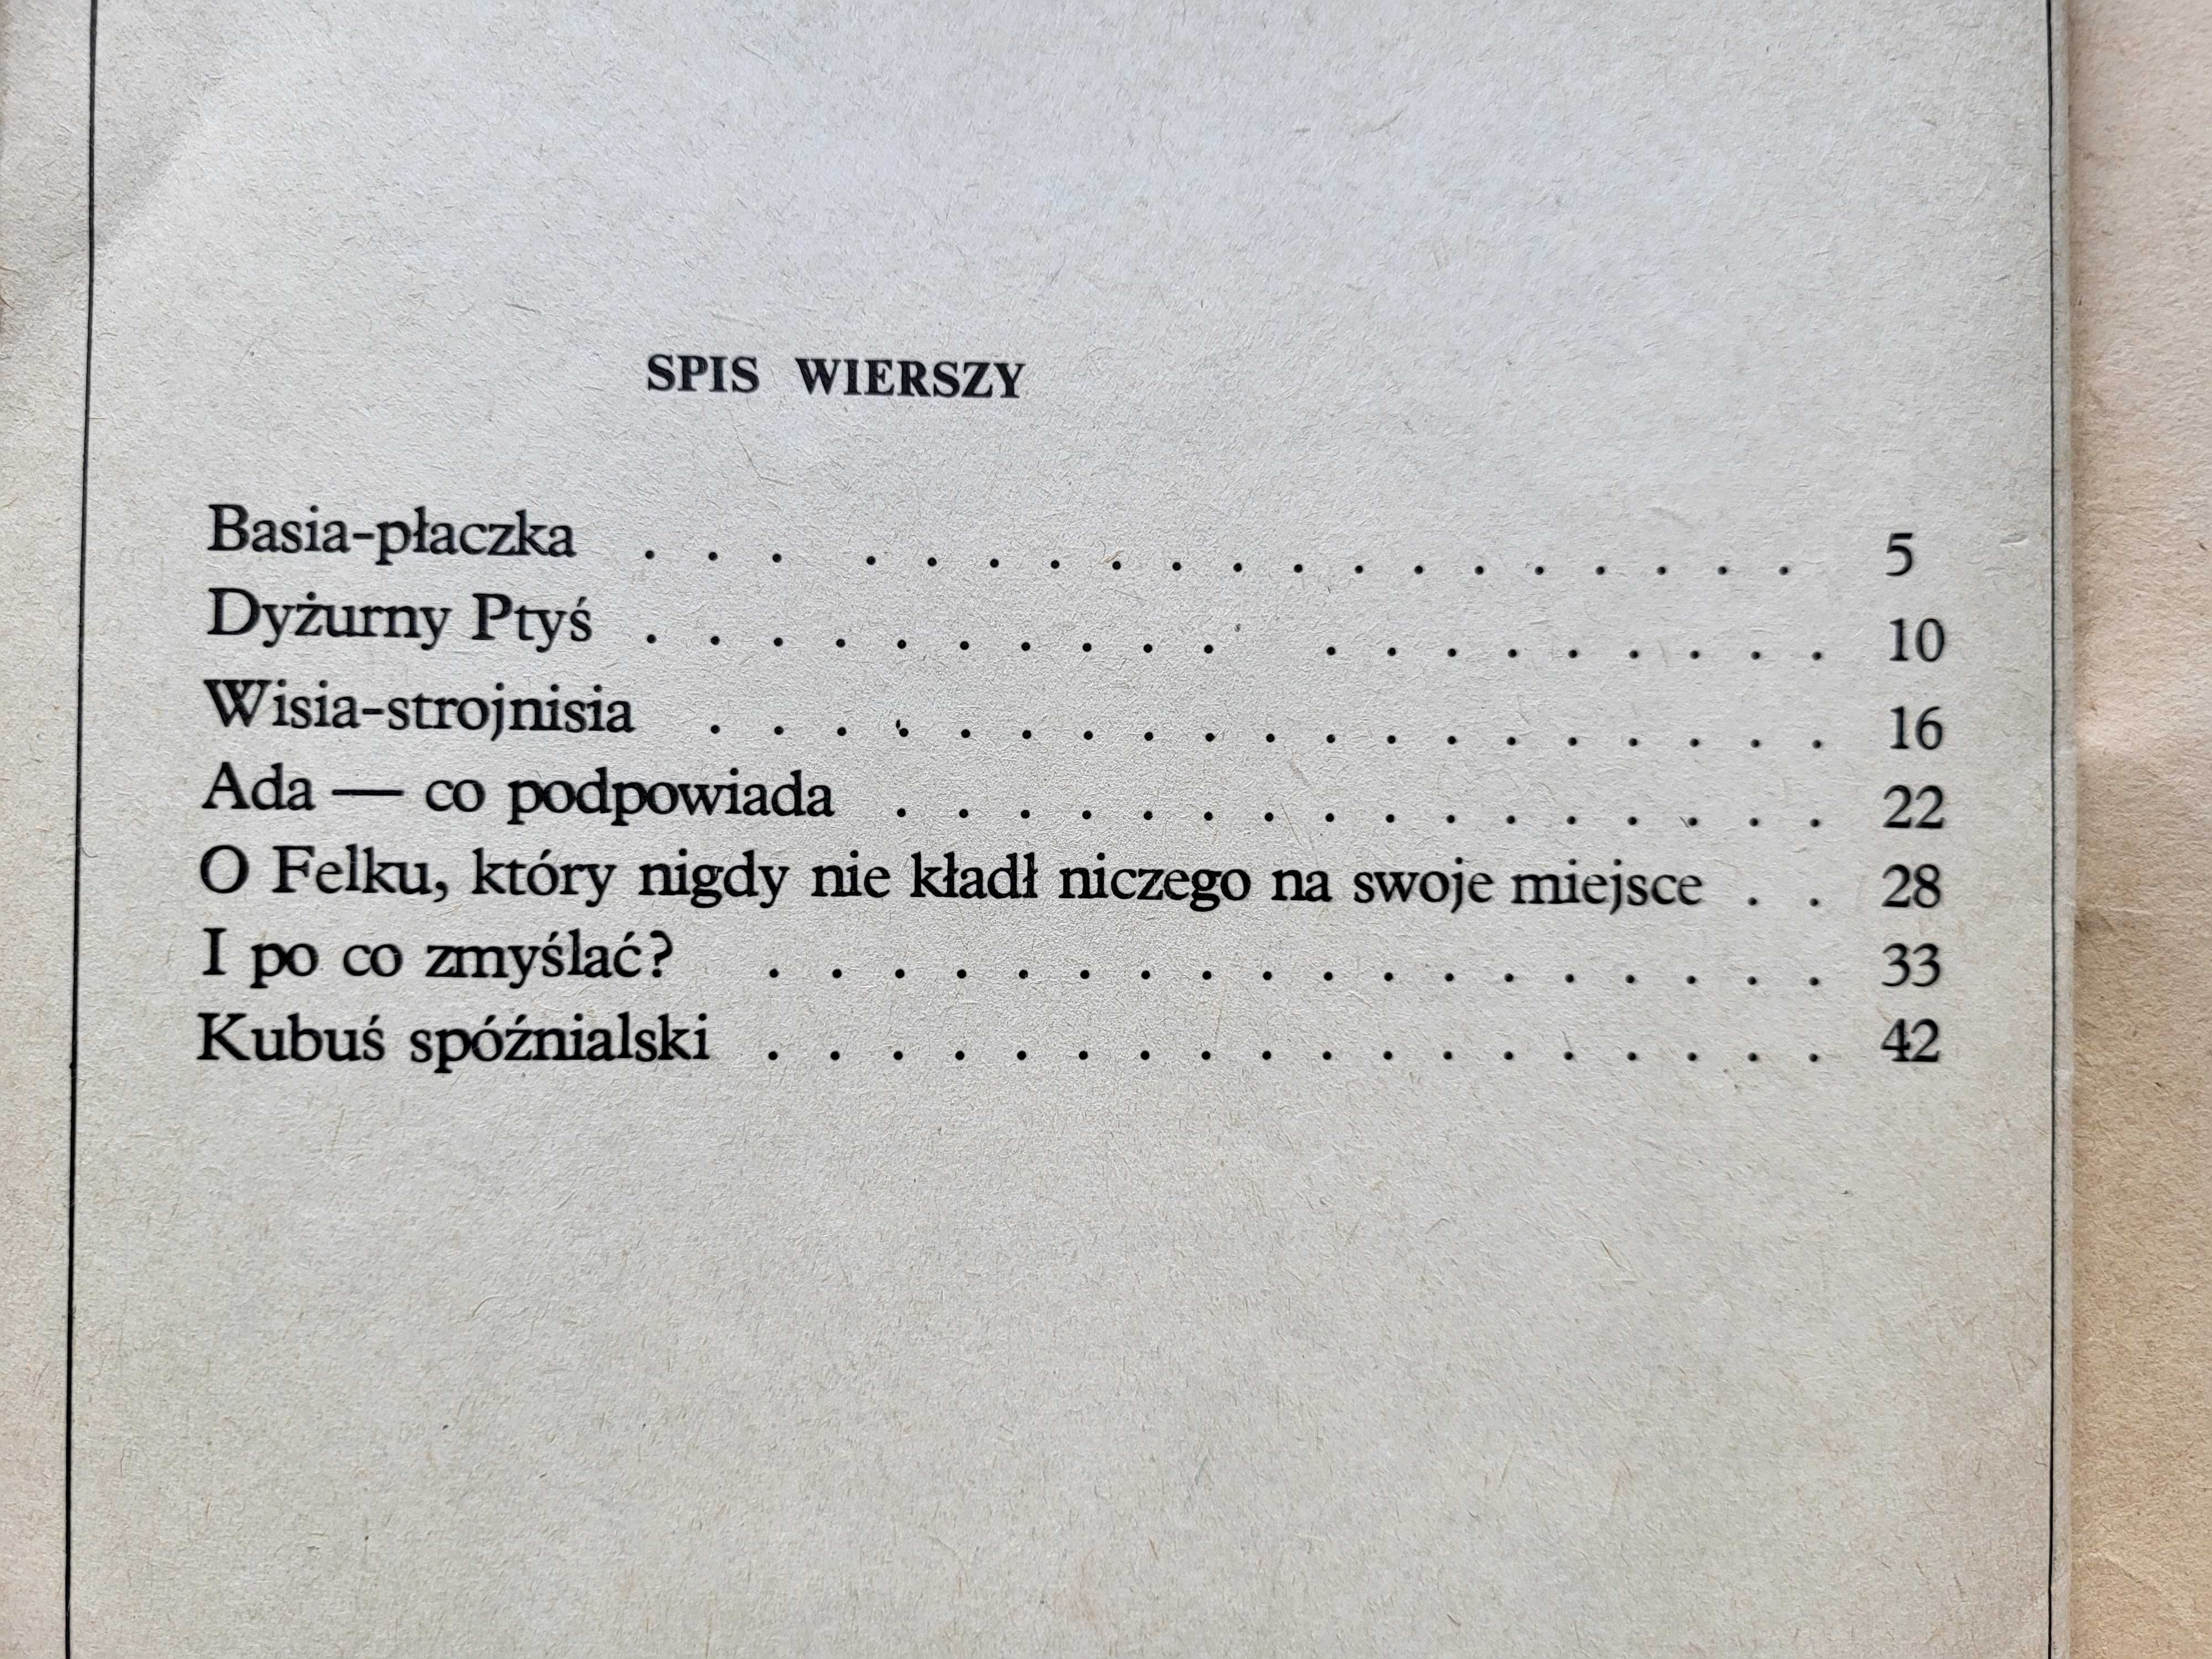 SPIS WIERSZY
Basia-płaczka . . . . . . . . . . . . . . . . . . . 5
Dyżurny Ptyś . . . . . . . . . . . . . . . . . . . 10
Wisia-strojnisia . . . . . . . . . . . . . . . . . . . 16
Ada — co podpowiada . . . . . . . . . . . . . . . . 22
O Felku, który nigdy nie kładł niczego na swoje miejsce . . 28
I po co zmyślać? . . . . . . . . . . . . . . . . . . 33
Kubuś spóźnialski . . . . . . . . . . . . . . . . . . 42